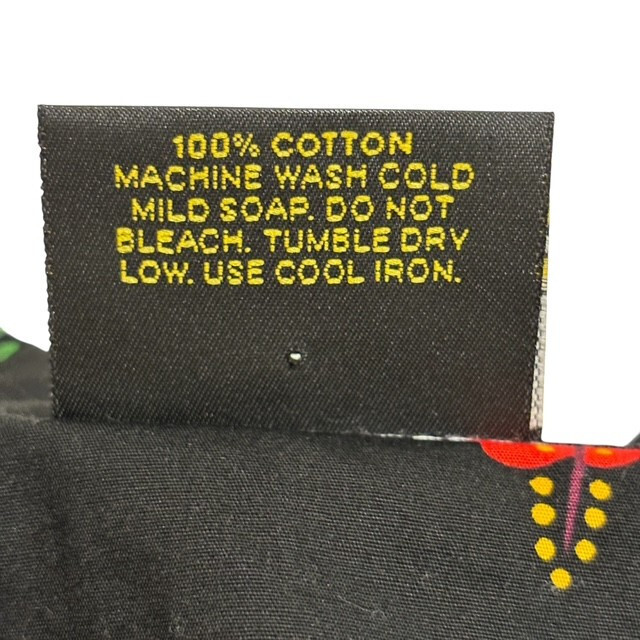 100% COTTON
MACHINE WASH COLD
MILD SOAP. DO NOT
BLEACH. TUMBLE DRY
LOW. USE COOL IRON.